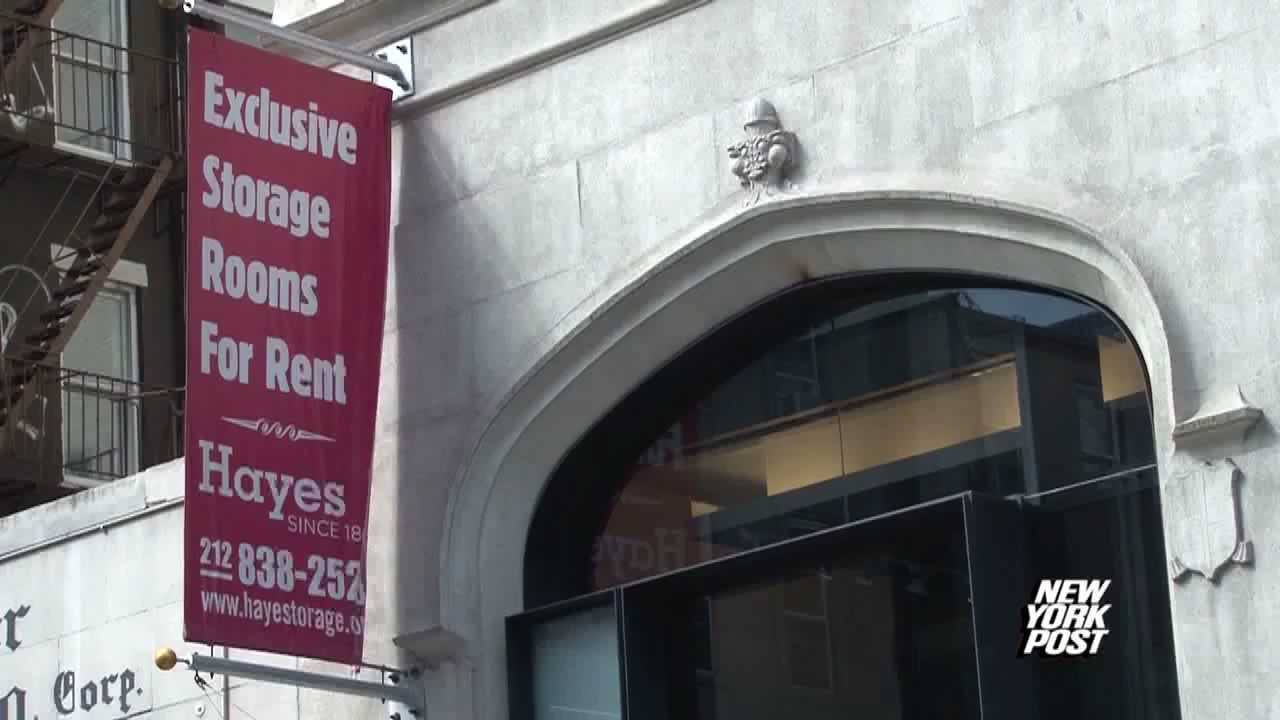 Exclusive
Storage
Rooms
For Rent
Hayes
SINCE 18
212 838-252
www.hayestorage.
Corp.
NEW
YORK
POST